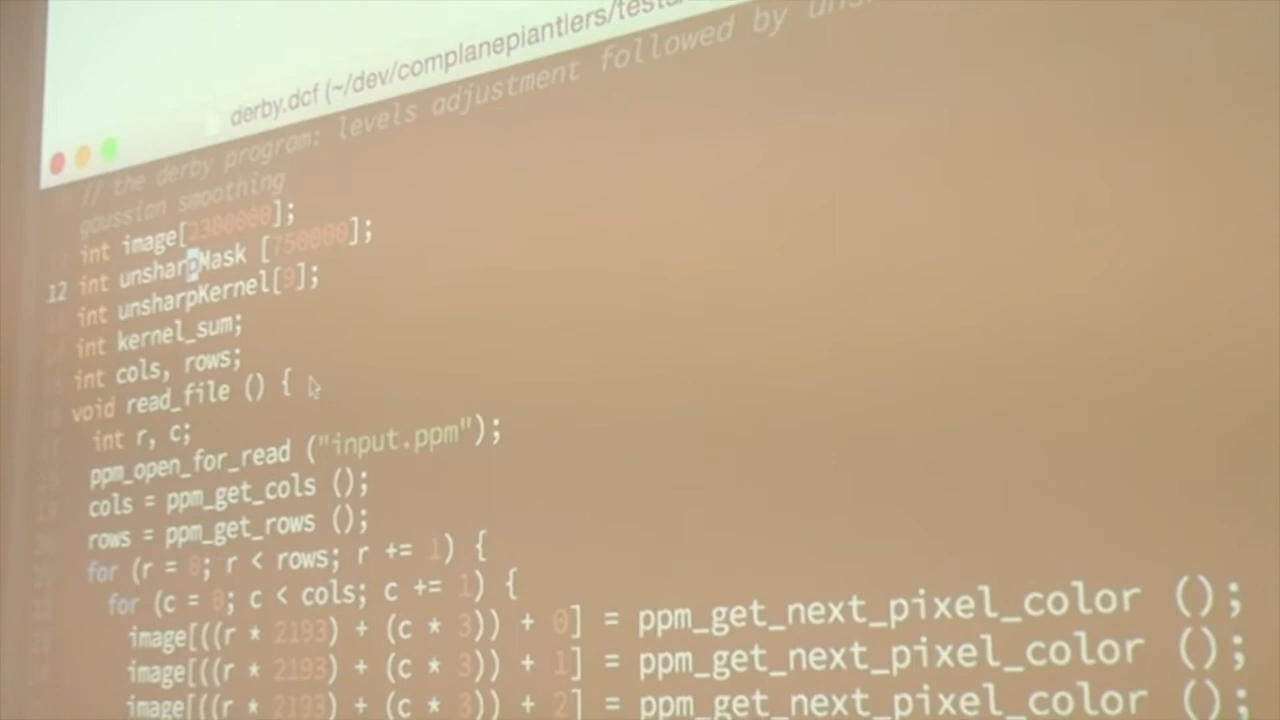 derby.dcf (~/dev/complanepiantlers/tests/
// the derby program: levels adjustment followed by uns
gaussian smoothing
int image[2300000];
12 int unsharpMask [750000];
int unsharpKernel[9];
int kernel_sum;
int cols, rows;
void read_file () {
int r, c;
ppm_open_for_read ("input.ppm");
cols = ppm_get_cols ();
rows = ppm_get_rows ();
for (r = 0; r < rows; r += 1) {
for (c = 0; c < cols; c += 1) {
image[((r * 2193) + (c * 3)) + 0] = ppm_get_next_pixel_color ();
image[((r * 2193) + (c * 3)) + 1] = ppm_get_next_pixel_color ();
image[((r * 2193) + (c * 3)) + 2] = ppm_get_next_pixel_color ();